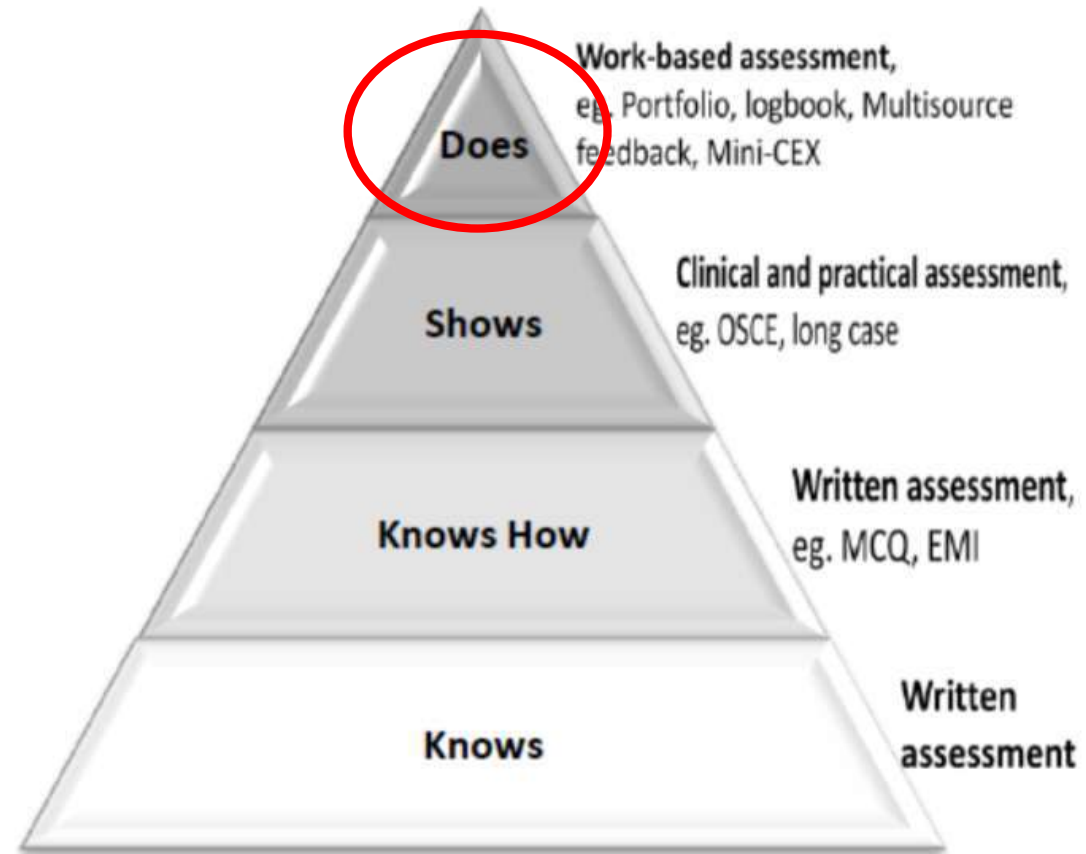 Work-based assessment,
eg. Portfolio, logbook, Multisource
feedback, Mini-CEX
Does
Clinical and practical assessment,
eg. OSCE, long case
Shows
Written assessment,
eg. MCQ, EMI
Knows How
Written
assessment
Knows